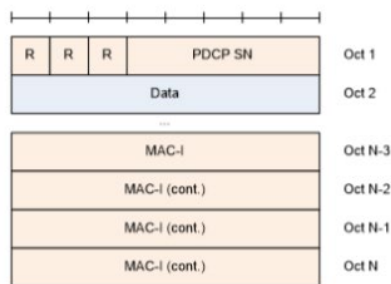 R R R PDCP SN Oct 1
Data Oct 2
...
MAC-I Oct N-3
MAC-I (cont.) Oct N-2
MAC-I (cont.) Oct N-1
MAC-I (cont.) Oct N